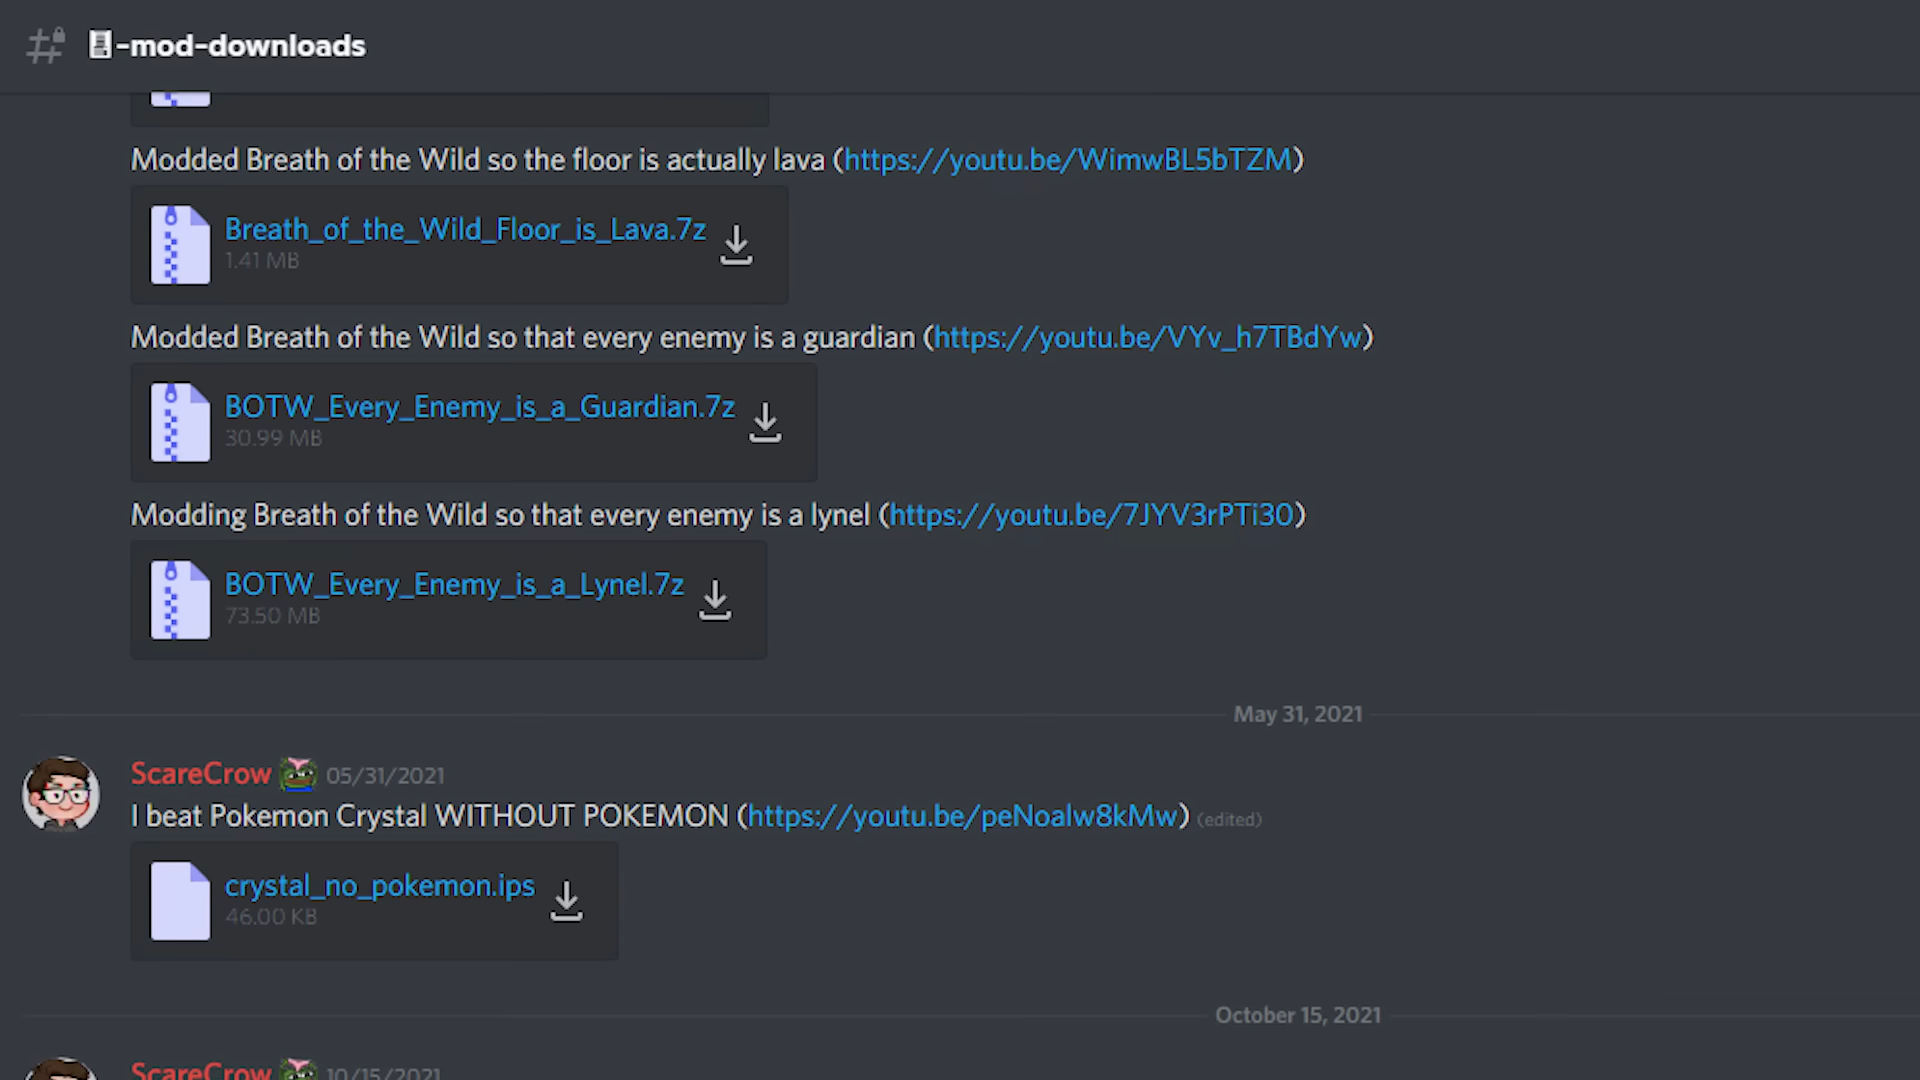 -mod-downloads
Modded Breath of the Wild so the floor is actually lava (https://youtu.be/WimwBL5bTZM)
Breath_of_the_Wild_Floor_is_Lava.7z
1.41 MB
Modded Breath of the Wild so that every enemy is a guardian (https://youtu.be/VYv_h7TBdYw)
BOTW_Every_Enemy_is_a_Guardian.7z
30.99 MB
Modding Breath of the Wild so that every enemy is a lynel (https://youtu.be/7JYV3rPTi30)
BOTW_Every_Enemy_is_a_Lynel.7z
73.50 MB
May 31, 2021
ScareCrow 05/31/2021
I beat Pokemon Crystal WITHOUT POKEMON (https://youtu.be/peNoalw8kMw) (edited)
crystal_no_pokemon.ips
46.00 KB
October 15, 2021
ScareCrow 10/15/2021